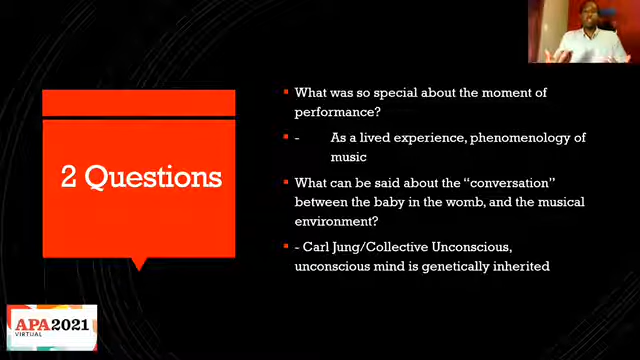 2 Questions
What was so special about the moment of
performance?
- As a lived experience, phenomenology of
music
What can be said about the “conversation”
between the baby in the womb, and the musical
environment?
- Carl Jung/Collective Unconscious,
unconscious mind is genetically inherited
APA2021
VIRTUAL